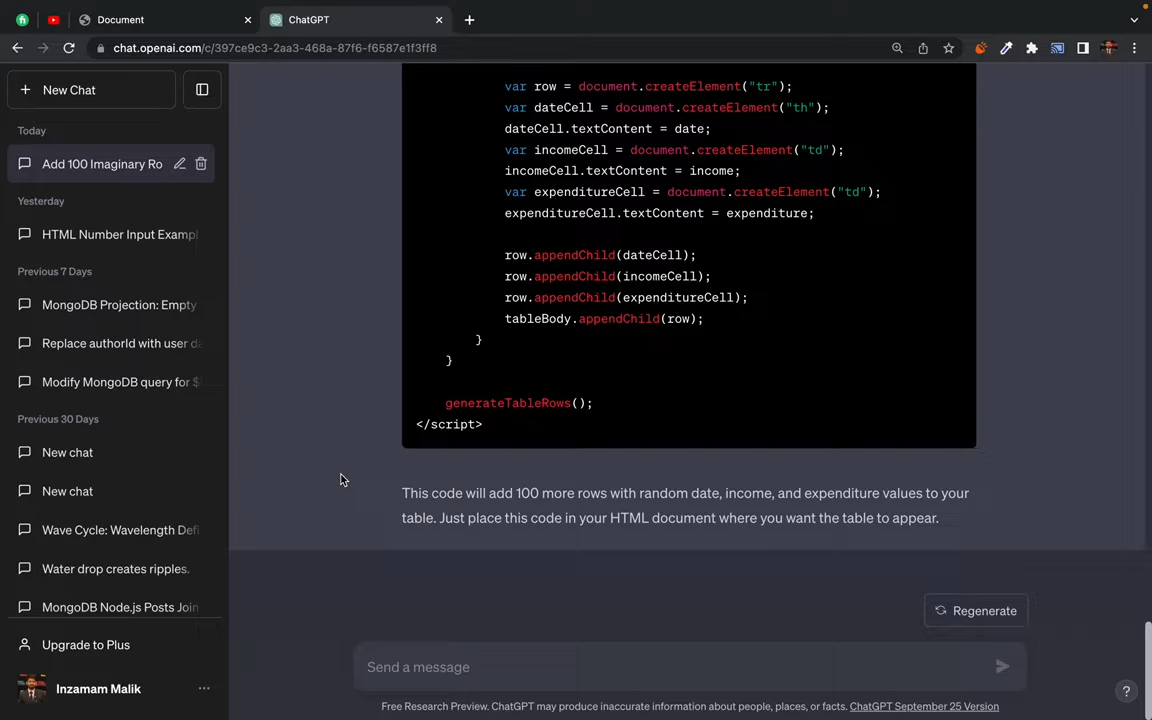 Document
ChatGPT
chat.openai.com/c/397ce9c3-2aa3-468a-87f6-f6587e1f3ff8
New Chat
Today
Add 100 Imaginary Ro
Yesterday
HTML Number Input Exampl
Previous 7 Days
MongoDB Projection: Empty
Replace authorId with user da
Modify MongoDB query for $
Previous 30 Days
New chat
New chat
Wave Cycle: Wavelength Defi
Water drop creates ripples.
MongoDB Node.js Posts Join
Upgrade to Plus
Inzamam Malik
var row = document.createElement("tr");
var dateCell = document.createElement("th");
dateCell.textContent = date;
var incomeCell = document.createElement("td");
incomeCell.textContent = income;
var expenditureCell = document.createElement("td");
expenditureCell.textContent = expenditure;
row.appendChild(dateCell);
row.appendChild(incomeCell);
row.appendChild(expenditureCell);
tableBody.appendChild(row);
}
}
generateTableRows();
</script>
This code will add 100 more rows with random date, income, and expenditure values to your
table. Just place this code in your HTML document where you want the table to appear.
Regenerate
Send a message
Free Research Preview. ChatGPT may produce inaccurate information about people, places, or facts. ChatGPT September 25 Version
?